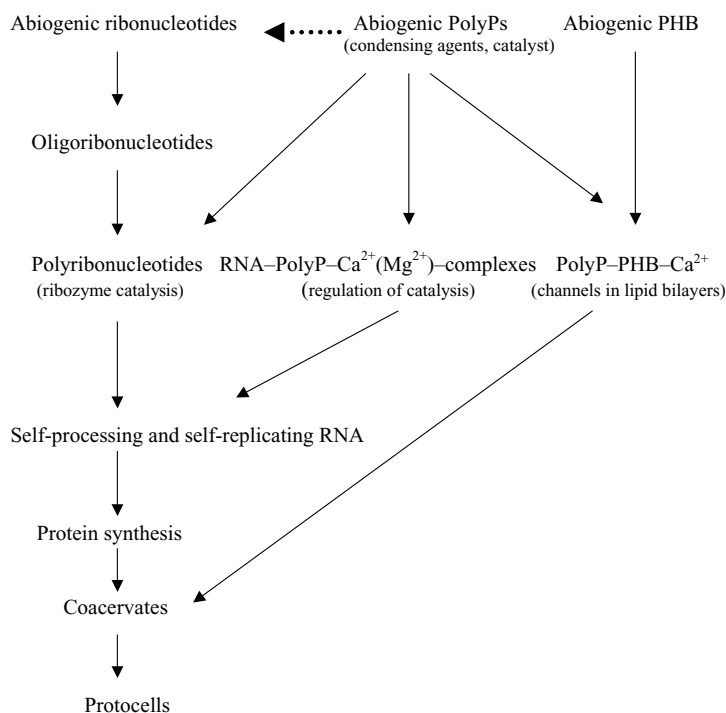 Abiogenic ribonucleotides
Abiogenic PolyPs
(condensing agents, catalyst)
Abiogenic PHB
Oligoribonucleotides
Polyribonucleotides
(ribozyme catalysis)
RNA–PolyP–Ca²⁺(Mg²⁺)–complexes
(regulation of catalysis)
PolyP–PHB–Ca²⁺
(channels in lipid bilayers)
Self-processing and self-replicating RNA
Protein synthesis
Coacervates
Protocells